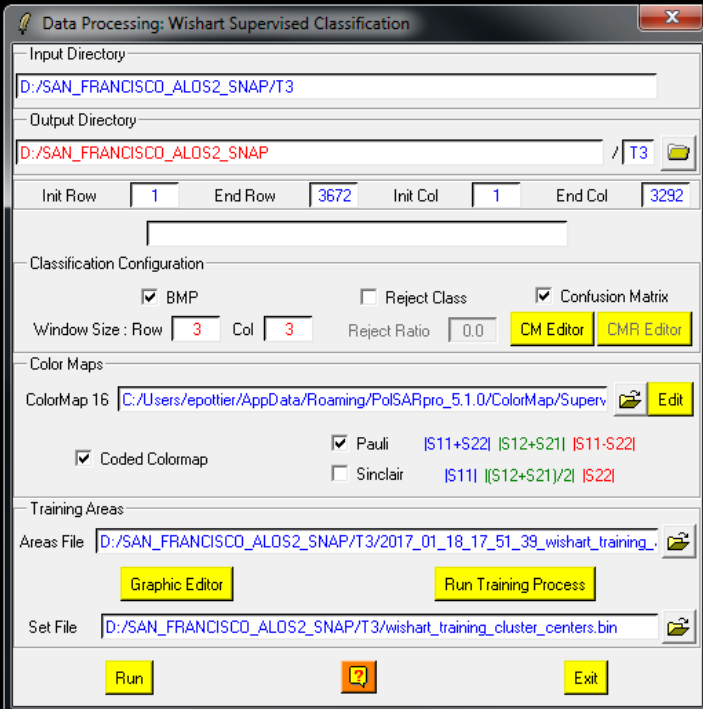 Data Processing: Wishart Supervised Classification
Input Directory
D:/SAN_FRANCISCO_ALOS2_SNAP/T3
Output Directory
D:/SAN_FRANCISCO_ALOS2_SNAP / T3
Init Row 1 End Row 3672 Init Col 1 End Col 3292
Classification Configuration
BMP Reject Class Confusion Matrix
Window Size : Row 3 Col 3 Reject Ratio 0.0 CM Editor CMR Editor
Color Maps
ColorMap 16 C:/Users/epottier/AppData/Roaming/PolSARpro_5.1.0/ColorMap/Superv Edit
Coded Colormap
Pauli |S11+S22| |S12+S21| |S11-S22|
Sinclair |S11| |(S12+S21)/2| |S22|
Training Areas
Areas File D:/SAN_FRANCISCO_ALOS2_SNAP/T3/2017_01_18_17_51_39_wishart_training_
Graphic Editor Run Training Process
Set File D:/SAN_FRANCISCO_ALOS2_SNAP/T3/wishart_training_cluster_centers.bin
Run ? Exit